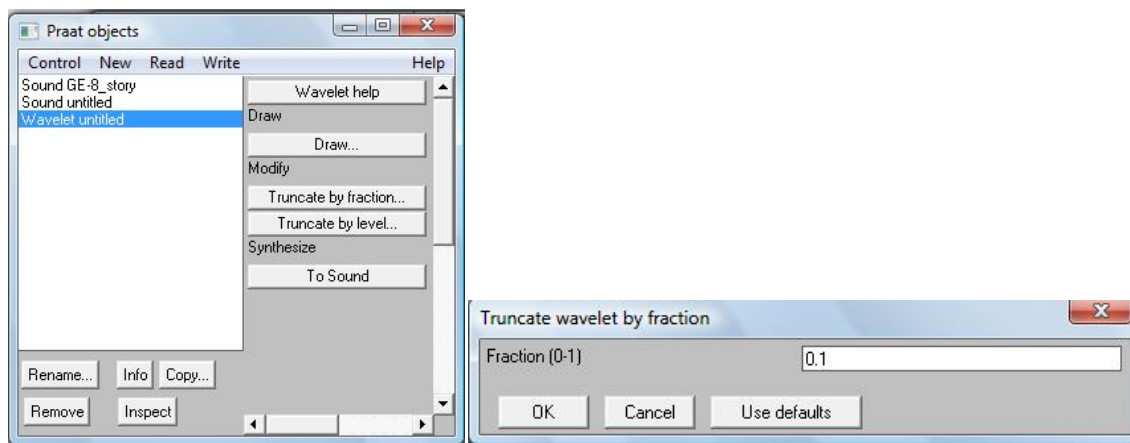 Praat objects
Control New Read Write Help
Sound GE-8_story
Sound untitled
Wavelet untitled
Wavelet help
Draw
Draw...
Modify
Truncate by fraction...
Truncate by level...
Synthesize
To Sound
Rename... Info Copy...
Remove Inspect
Truncate wavelet by fraction
Fraction (0-1) 0.1
OK Cancel Use defaults